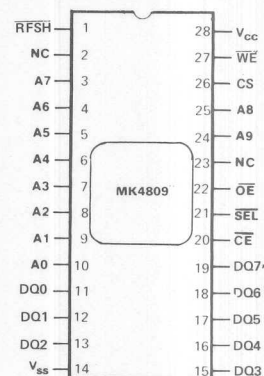 RFSH 1 28 Vcc
NC 2 27 WE
A7 3 26 CS
A6 4 25 A8
A5 5 24 A9
A4 6 23 NC
A3 7 MK4809 22 OE
A2 8 21 SEL
A1 9 20 CE
A0 10 19 DQ7
DQ0 11 18 DQ6
DQ1 12 17 DQ5
DQ2 13 16 DQ4
Vss 14 15 DQ3